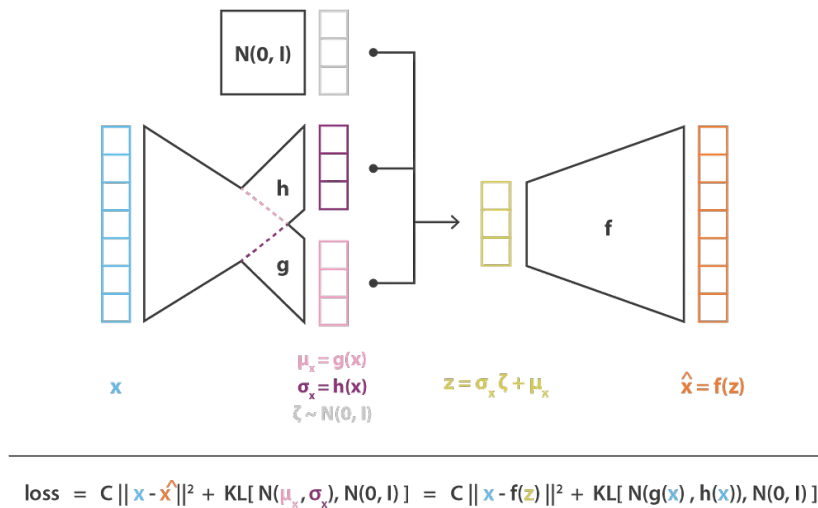 N(0, I)
h
g
f
x
μₓ = g(x)
σₓ = h(x)
ζ ~ N(0, I)
z = σₓ ζ + μₓ
x̂ = f(z)
loss = C || x - x̂ ||² + KL[ N(μₓ, σₓ), N(0, I) ] = C || x - f(z) ||² + KL[ N(g(x), h(x)), N(0, I) ]